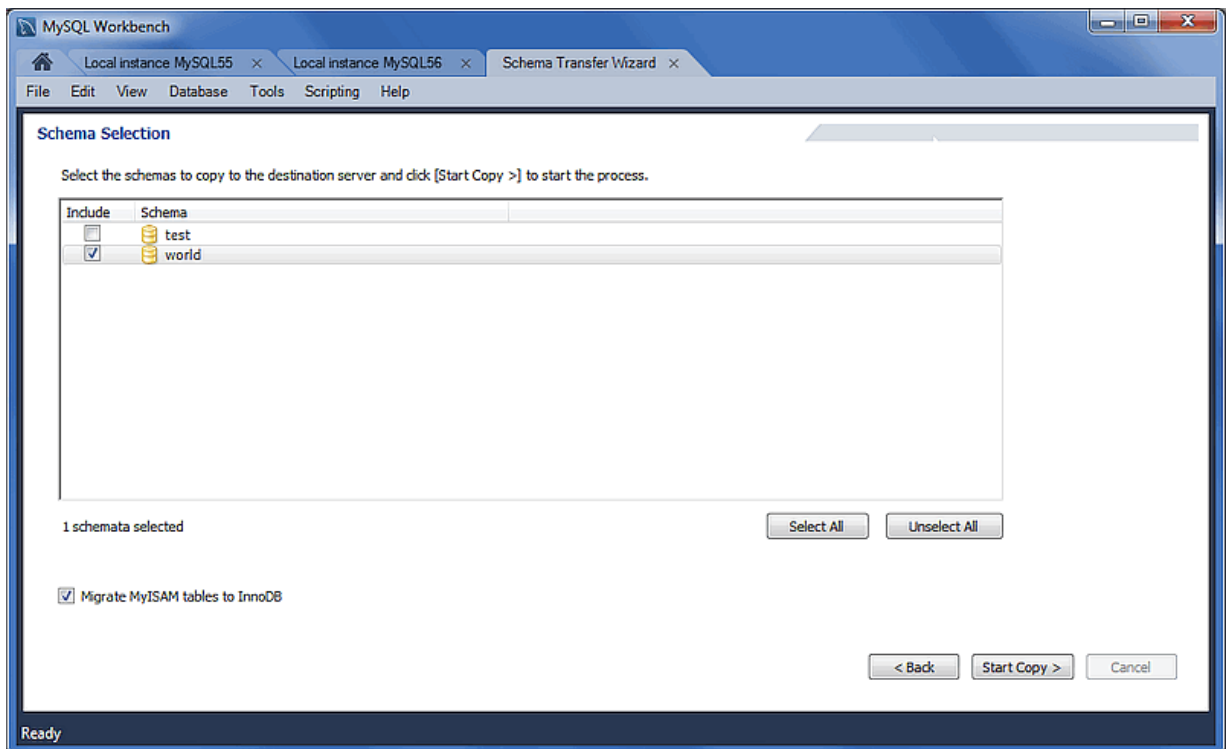 MySQL Workbench
Local instance MySQL55 Local instance MySQL56 Schema Transfer Wizard
File Edit View Database Tools Scripting Help
Schema Selection
Select the schemas to copy to the destination server and click [Start Copy >] to start the process.
Include Schema
test
world
1 schemata selected Select All Unselect All
Migrate MyISAM tables to InnoDB
< Back Start Copy > Cancel
Ready